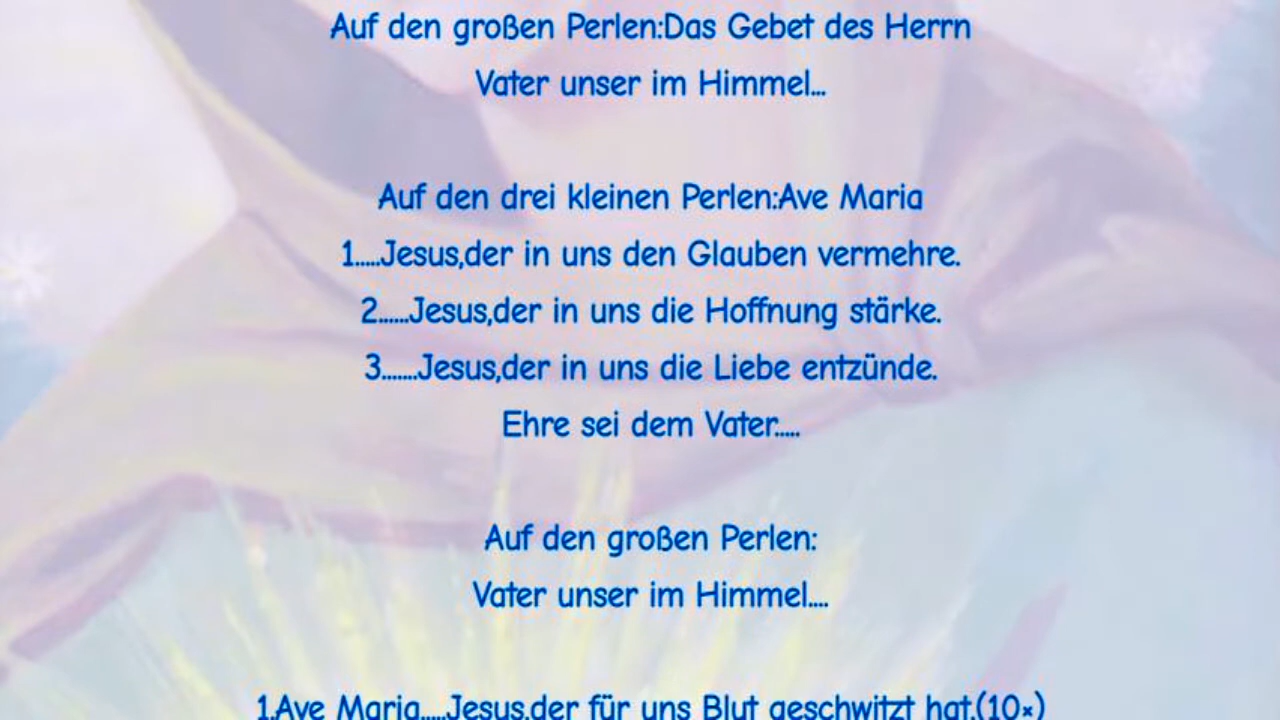 Auf den großen Perlen:Das Gebet des Herrn
Vater unser im Himmel...
Auf den drei kleinen Perlen:Ave Maria
1.....Jesus,der in uns den Glauben vermehre.
2......Jesus,der in uns die Hoffnung stärke.
3.......Jesus,der in uns die Liebe entzünde.
Ehre sei dem Vater.....
Auf den großen Perlen:
Vater unser im Himmel....
1.Ave Maria.....Jesus,der für uns Blut geschwitzt hat.(10×)